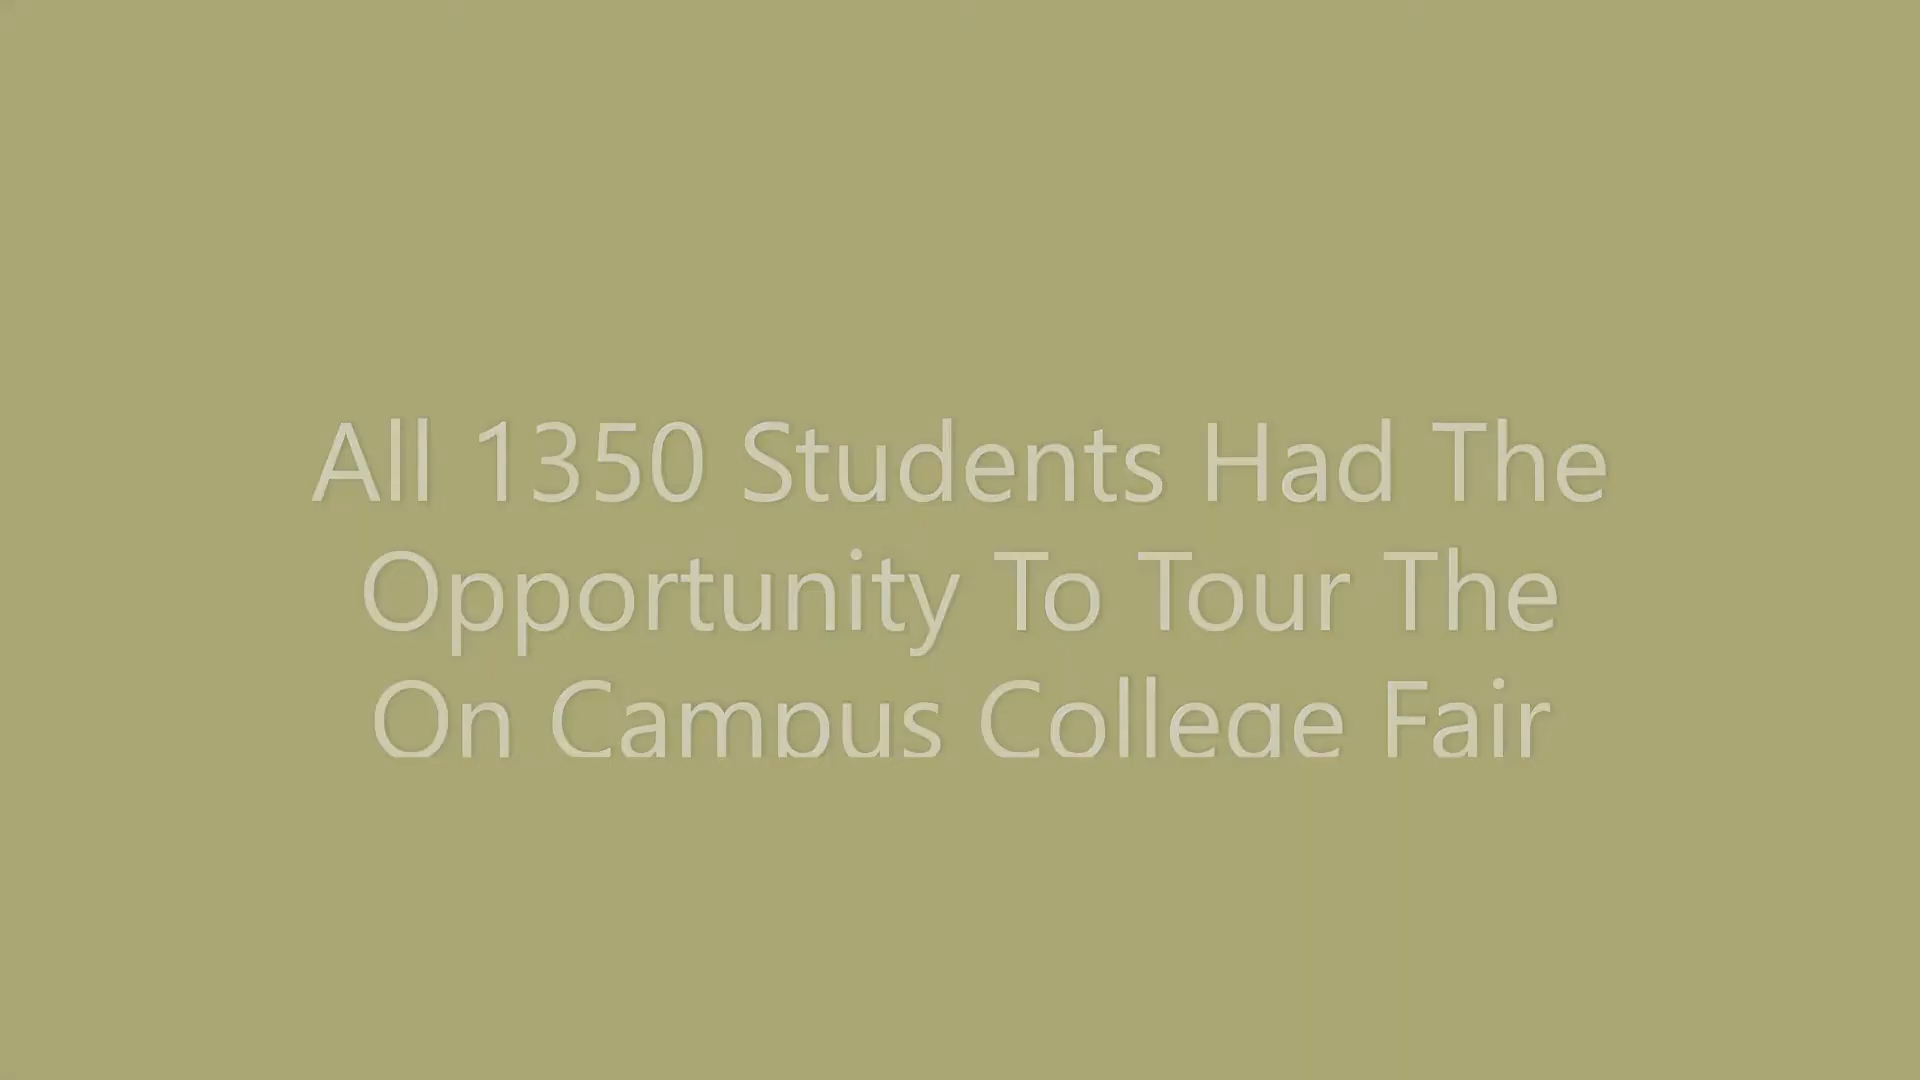 All 1350 Students Had The
Opportunity To Tour The
On Campus College Fair